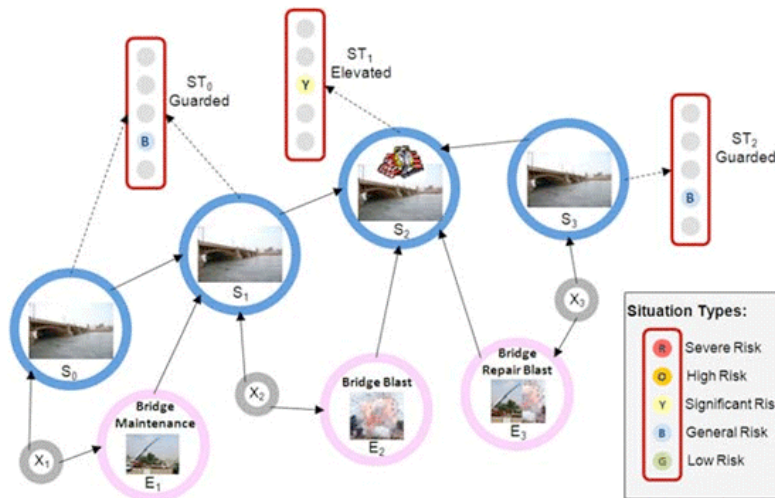 ST0
Guarded
B
ST1
Elevated
Y
ST2
Guarded
B
S0
S1
S2
S3
X1
X2
X3
Bridge
Maintenance
E1
Bridge Blast
E2
Bridge
Repair Blast
E3
Situation Types:
R Severe Risk
O High Risk
Y Significant Ris
B General Risk
G Low Risk